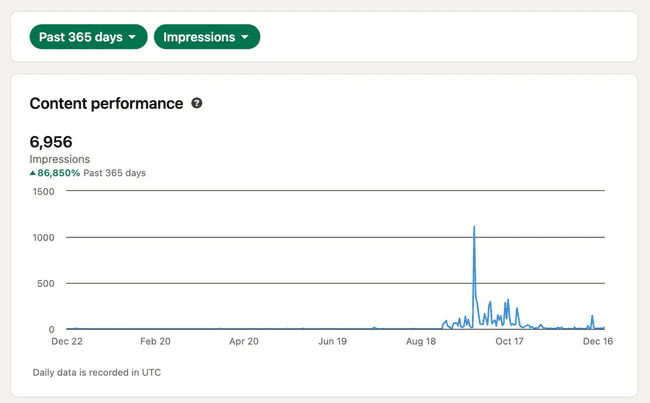 Past 365 days Impressions
Content performance ?
6,956
Impressions
86,850% Past 365 days
1500
1000
500
0
Dec 22 Feb 20 Apr 20 Jun 19 Aug 18 Oct 17 Dec 16
Daily data is recorded in UTC